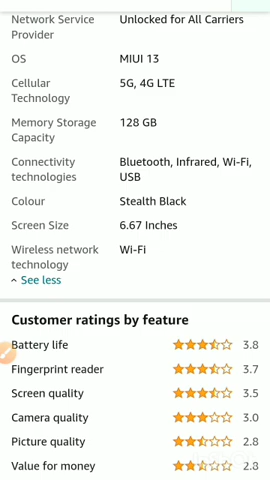 Network Service Unlocked for All Carriers
Provider
OS MIUI 13
Cellular 5G, 4G LTE
Technology
Memory Storage 128 GB
Capacity
Connectivity Bluetooth, Infrared, Wi-Fi,
technologies USB
Colour Stealth Black
Screen Size 6.67 Inches
Wireless network Wi-Fi
technology
See less
Customer ratings by feature
Battery life 3.8
Fingerprint reader 3.7
Screen quality 3.5
Camera quality 3.0
Picture quality 2.8
Value for money 2.8